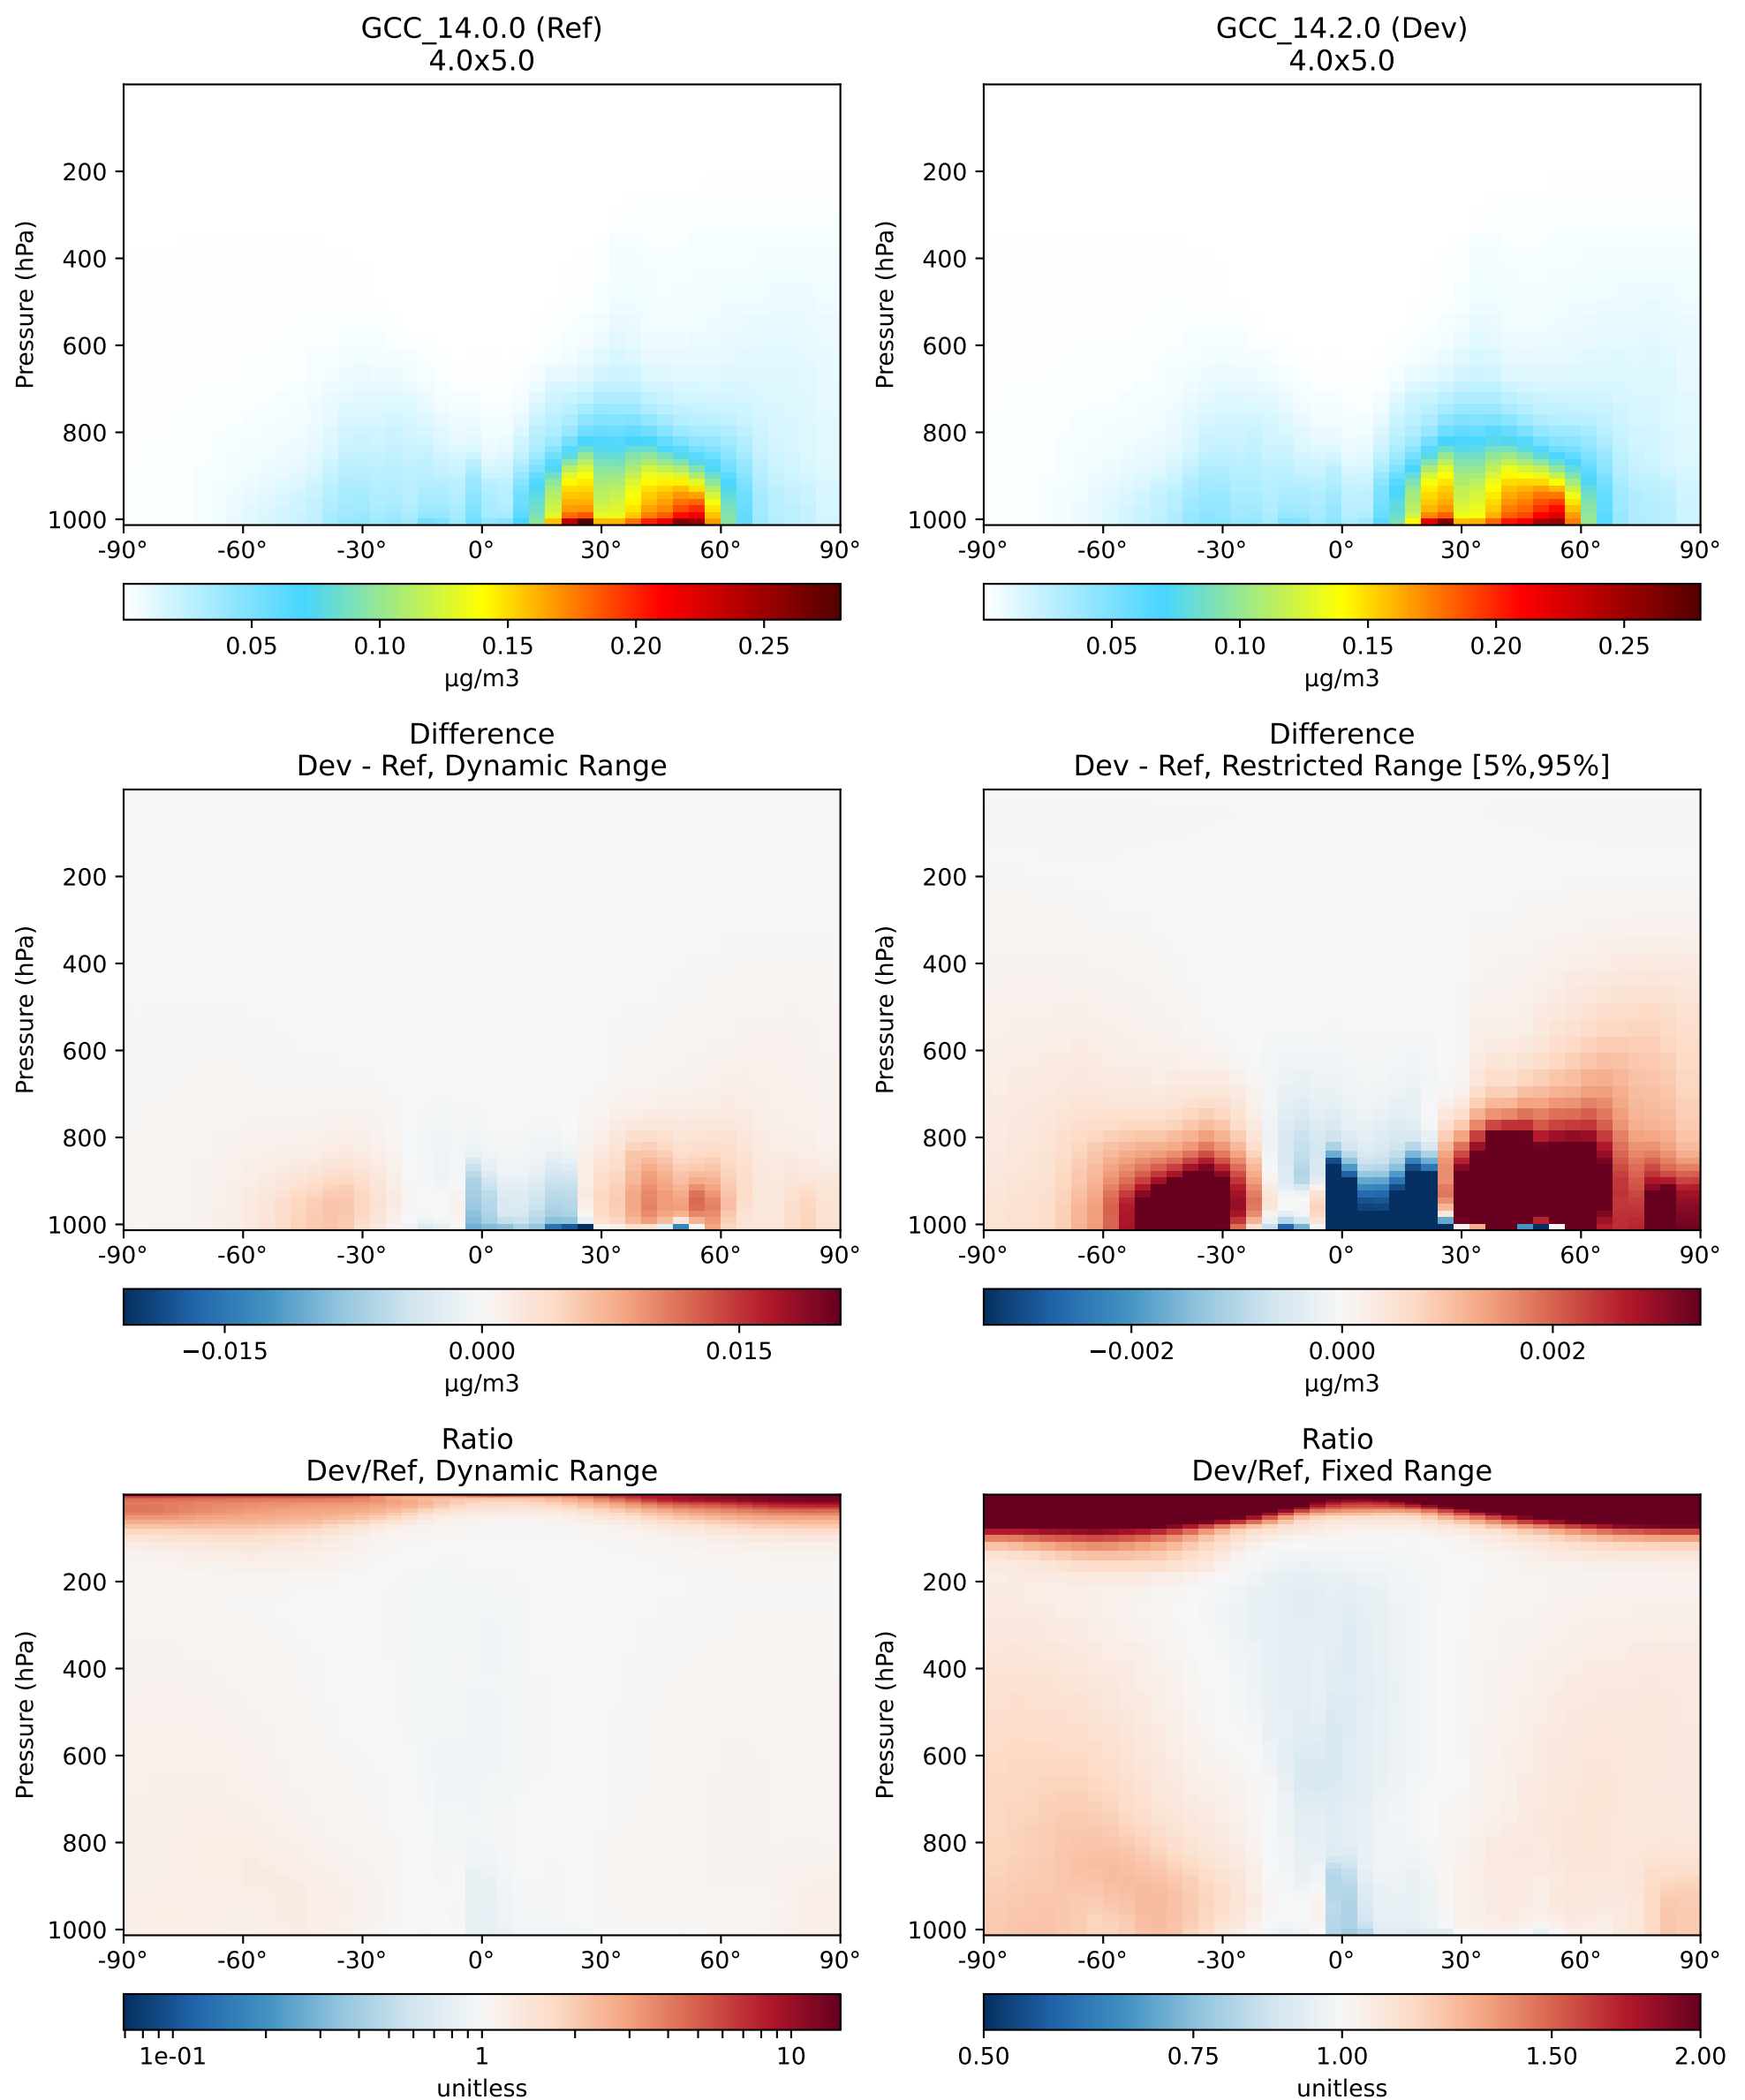 GCC_14.0.0 (Ref)
4.0x5.0
Pressure (hPa)
200
400
600
800
1000
-90° -60° -30° 0° 30° 60° 90°
0.05 0.10 0.15 0.20 0.25
µg/m3
GCC_14.2.0 (Dev)
4.0x5.0
Pressure (hPa)
200
400
600
800
1000
-90° -60° -30° 0° 30° 60° 90°
0.05 0.10 0.15 0.20 0.25
µg/m3
Difference
Dev - Ref, Dynamic Range
Pressure (hPa)
200
400
600
800
1000
-90° -60° -30° 0° 30° 60° 90°
−0.015 0.000 0.015
µg/m3
Difference
Dev - Ref, Restricted Range [5%,95%]
Pressure (hPa)
200
400
600
800
1000
-90° -60° -30° 0° 30° 60° 90°
−0.002 0.000 0.002
µg/m3
Ratio
Dev/Ref, Dynamic Range
Pressure (hPa)
200
400
600
800
1000
-90° -60° -30° 0° 30° 60° 90°
1e-01 1 10
unitless
Ratio
Dev/Ref, Fixed Range
Pressure (hPa)
200
400
600
800
1000
-90° -60° -30° 0° 30° 60° 90°
0.50 0.75 1.00 1.50 2.00
unitless